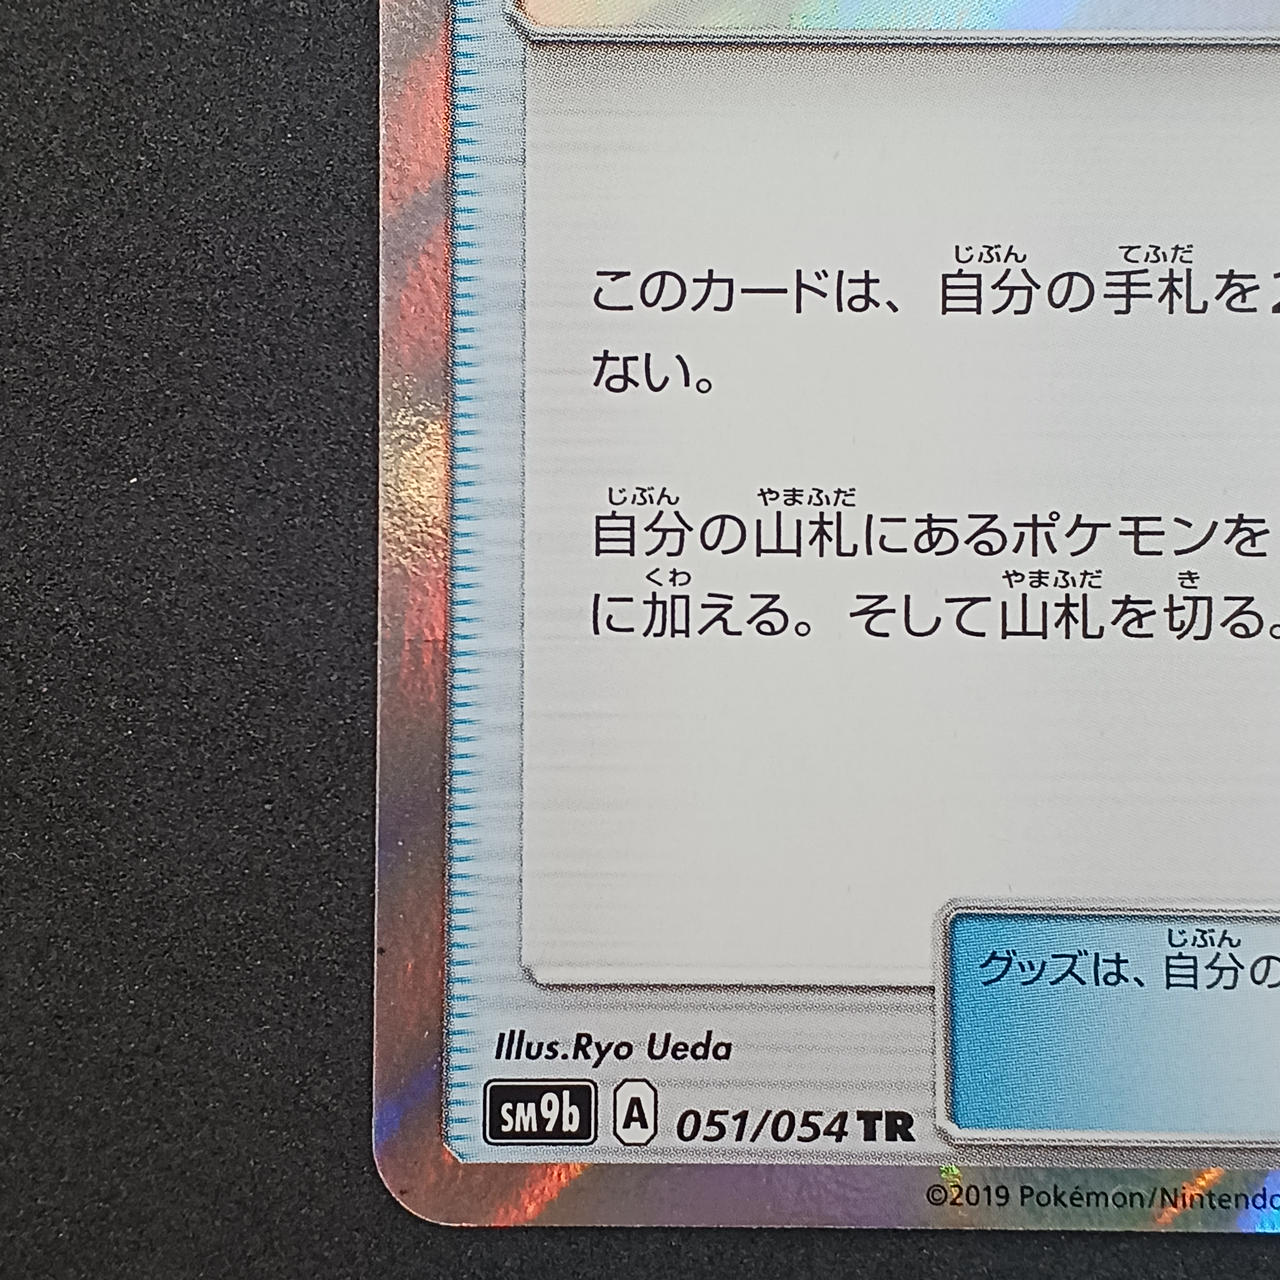 このカードは、自分の手札を2
じぶん てふだ
ない。
じぶん やまふだ
自分の山札にあるポケモンを
くわ やまふだ き
に加える。そして山札を切る。
じぶん
グッズは、自分の
Illus.Ryo Ueda
SM9b A 051/054 TR
©2019 Pokémon/Nintendo